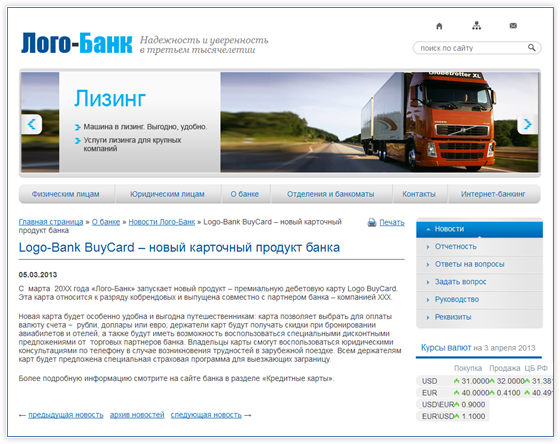 Лого-Банк
Надежность и уверенность
в третьем тысячелетии
поиск по сайту
Лизинг
Машина в лизинг. Выгодно, удобно.
Услуги лизинга для крупных
компаний
Globetrotter XL
VOLVO
Физическим лицам
Юридическим лицам
О банке
Отделения и банкоматы
Контакты
Интернет-банкинг
Главная страница » О банке » Новости Лого-Банк » Logo-Bank BuyCard – новый карточный
продукт банка
Печать
Logo-Bank BuyCard – новый карточный продукт банка
05.03.2013
С марта 20XX года «Лого-Банк» запускает новый продукт – премиальную дебетовую карту Logo BuyCard.
Эта карта относится к разряду кобрендовых и выпущена совместно с партнером банка – компанией XXX.
Новая карта будет особенно удобна и выгодна путешественникам: карта позволяет выбрать для оплаты
валюту счета – рубли, доллары или евро; держатели карт будут получать скидки при бронировании
авиабилетов и отелей, а также будут иметь возможность воспользоваться специальными дисконтными
предложениями от торговых партнеров банка. Владельцы карты смогут воспользоваться юридическими
консультациями по телефону в случае возникновения трудностей в зарубежной поездке. Всем держателям
карт будет предложена специальная страховая программа для выезжающих заграницу.
Более подробную информацию смотрите на сайте банка в разделе «Кредитные карты».
← предыдущая новость архив новостей следующая новость →
Новости
Отчетность
Ответы на вопросы
Задать вопрос
Руководство
Реквизиты
Курсы валют на 3 апреля 2013
Покупка Продажа ЦБ РФ
USD 31.0000 32.0000 31.381
EUR 40.0000 0.4100 40.491
USD\EUR 0.9000
EUR\USD 1.1000